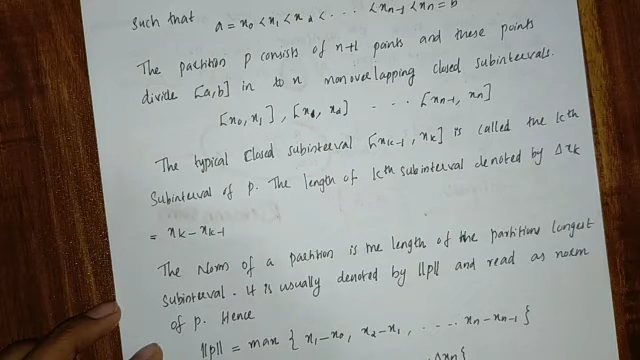 such that a = x0 < x1 < x2 < . . . . < xn-1 < xn = b
The partition p consists of n+1 points and these points
divide [a,b] in to n nonoverlapping closed subintervals.
[x0, x1], [x1, x2] . . . . . [xn-1, xn]
The typical closed subinterval [xk-1, xk] is called the kth
Subinterval of p. The length of kth subinterval denoted by Δxk
= xk - xk-1
The Norm of a partition is the length of the partitions longest
subinterval. It is usually denoted by ||p|| and read as norm
of p. Hence
||p|| = max { x1-x0, x2-x1, . . . . . xn-xn-1 }
Δxn}